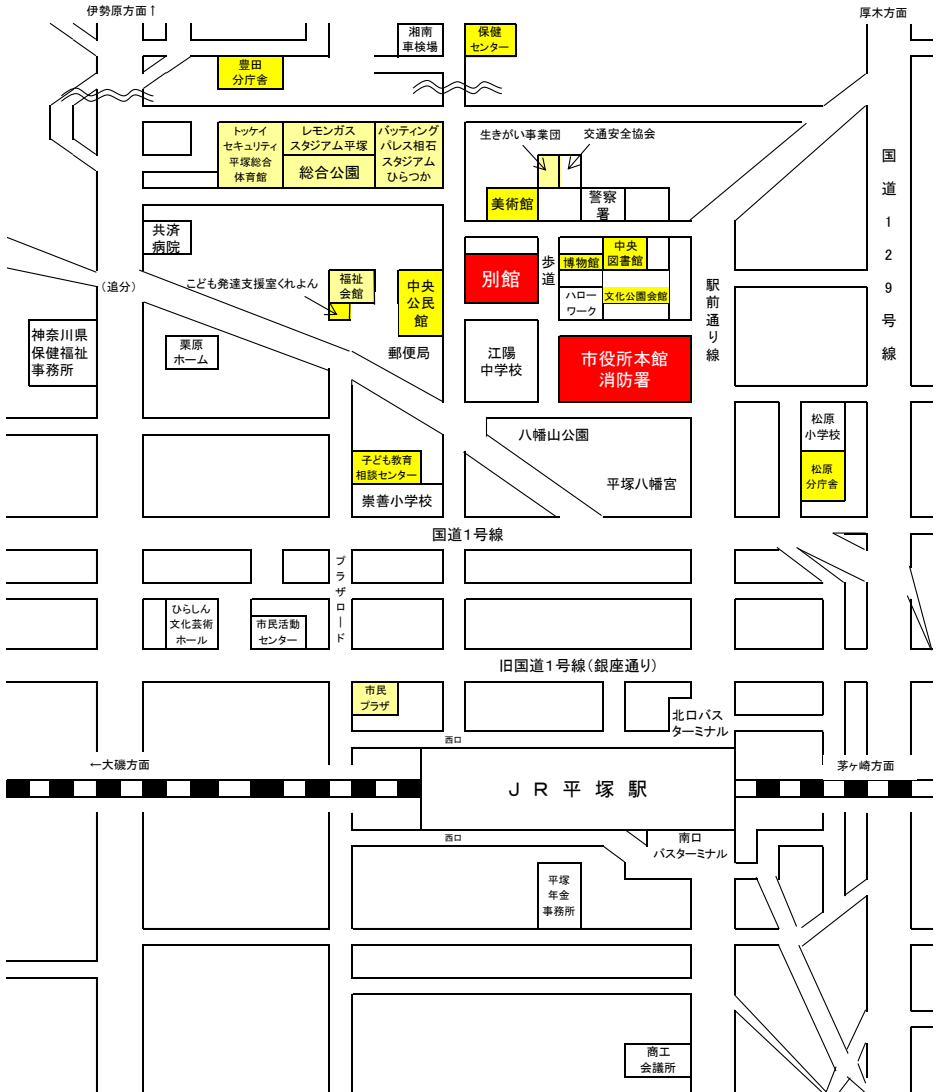 伊勢原方面↑
厚木方面
湘南
車検場
保健
センター
豊田
分庁舎
トッケイ
セキュリティ
平塚総合
体育館
レモンガス
スタジアム平塚
総合公園
バッティング
パレス相石
スタジアム
ひらつか
生きがい事業団
交通安全協会
美術館
警察
署
国道129号線
共済
病院
別館
歩道
博物館
中央
図書館
ハロー
ワーク
文化公園会館
駅前通り線
(追分)
こども発達支援室くれよん
福祉
会館
中央
公民
館
郵便局
神奈川県
保健福祉
事務所
栗原
ホーム
江陽
中学校
市役所本館
消防署
八幡山公園
平塚八幡宮
松原
小学校
松原
分庁舎
子ども教育
相談センター
崇善小学校
国道1号線
プラザロード
ひらしん
文化芸術
ホール
市民活動
センター
旧国道1号線(銀座通り)
市民
プラザ
北口バス
ターミナル
西口
←大磯方面
JR平塚駅
茅ヶ崎方面
西口
南口
バスターミナル
平塚
年金
事務所
商工
会議所